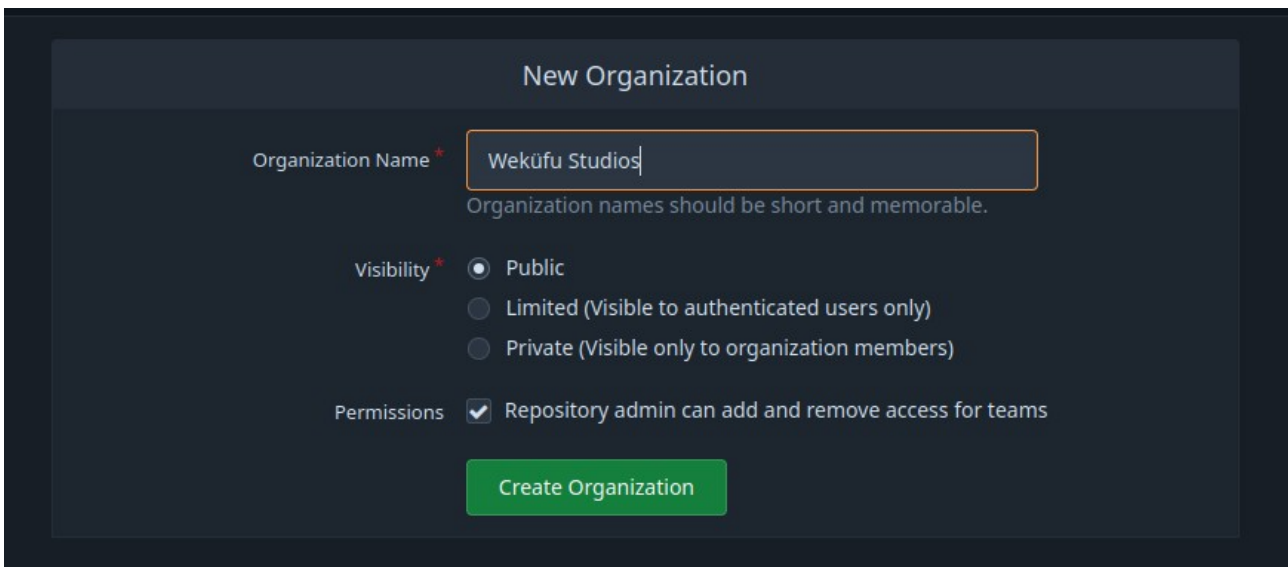 New Organization
Organization Name *
Weküfu Studios
Organization names should be short and memorable.
Visibility *
Public
Limited (Visible to authenticated users only)
Private (Visible only to organization members)
Permissions
Repository admin can add and remove access for teams
Create Organization